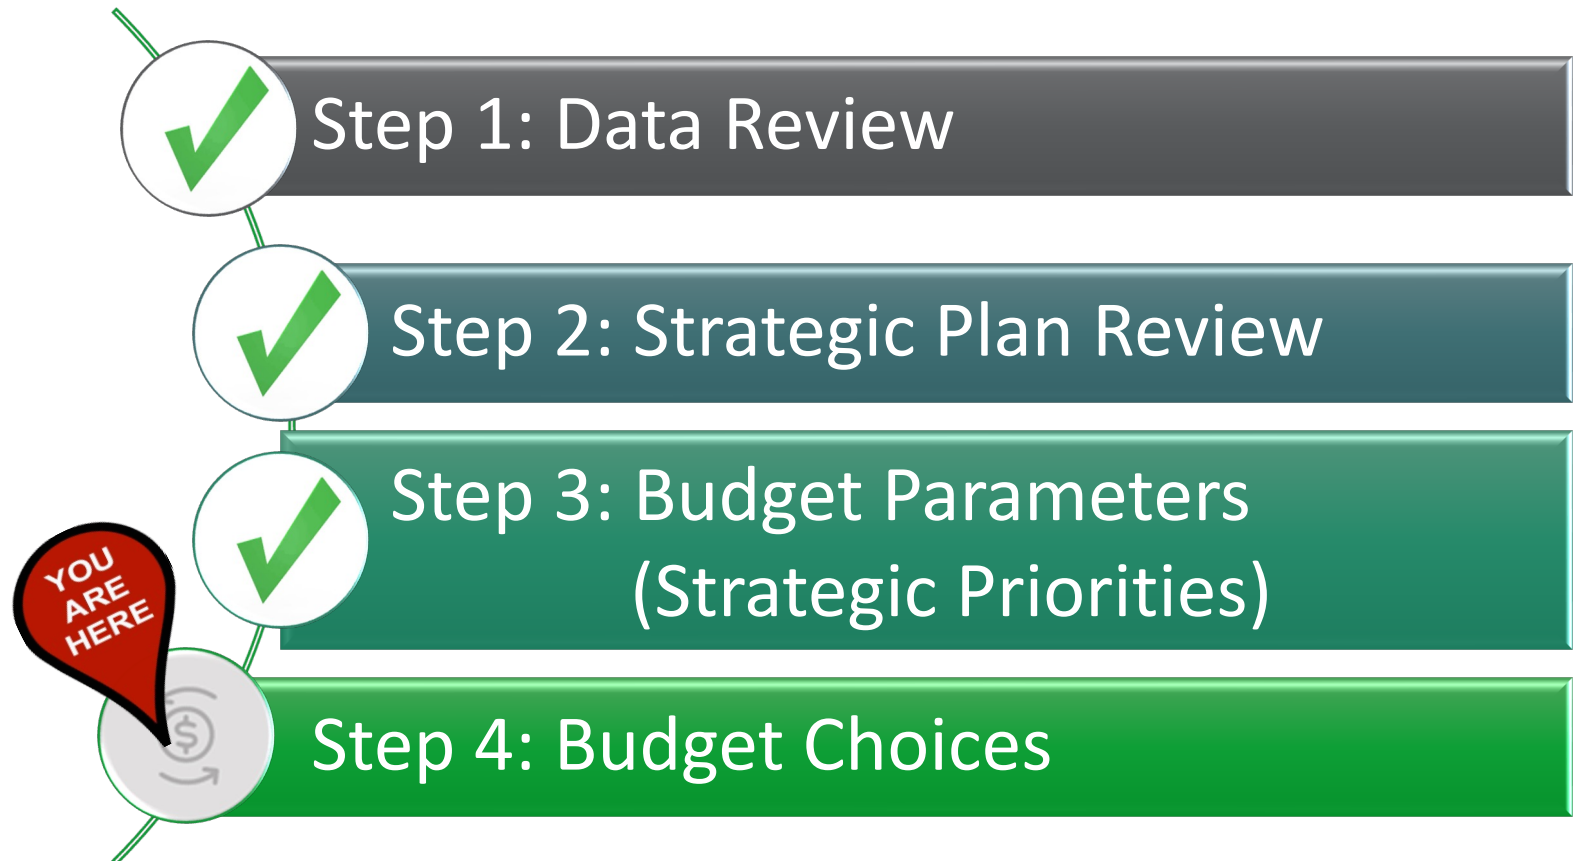 Step 1: Data Review
Step 2: Strategic Plan Review
Step 3: Budget Parameters
(Strategic Priorities)
YOU
ARE
HERE
$
Step 4: Budget Choices